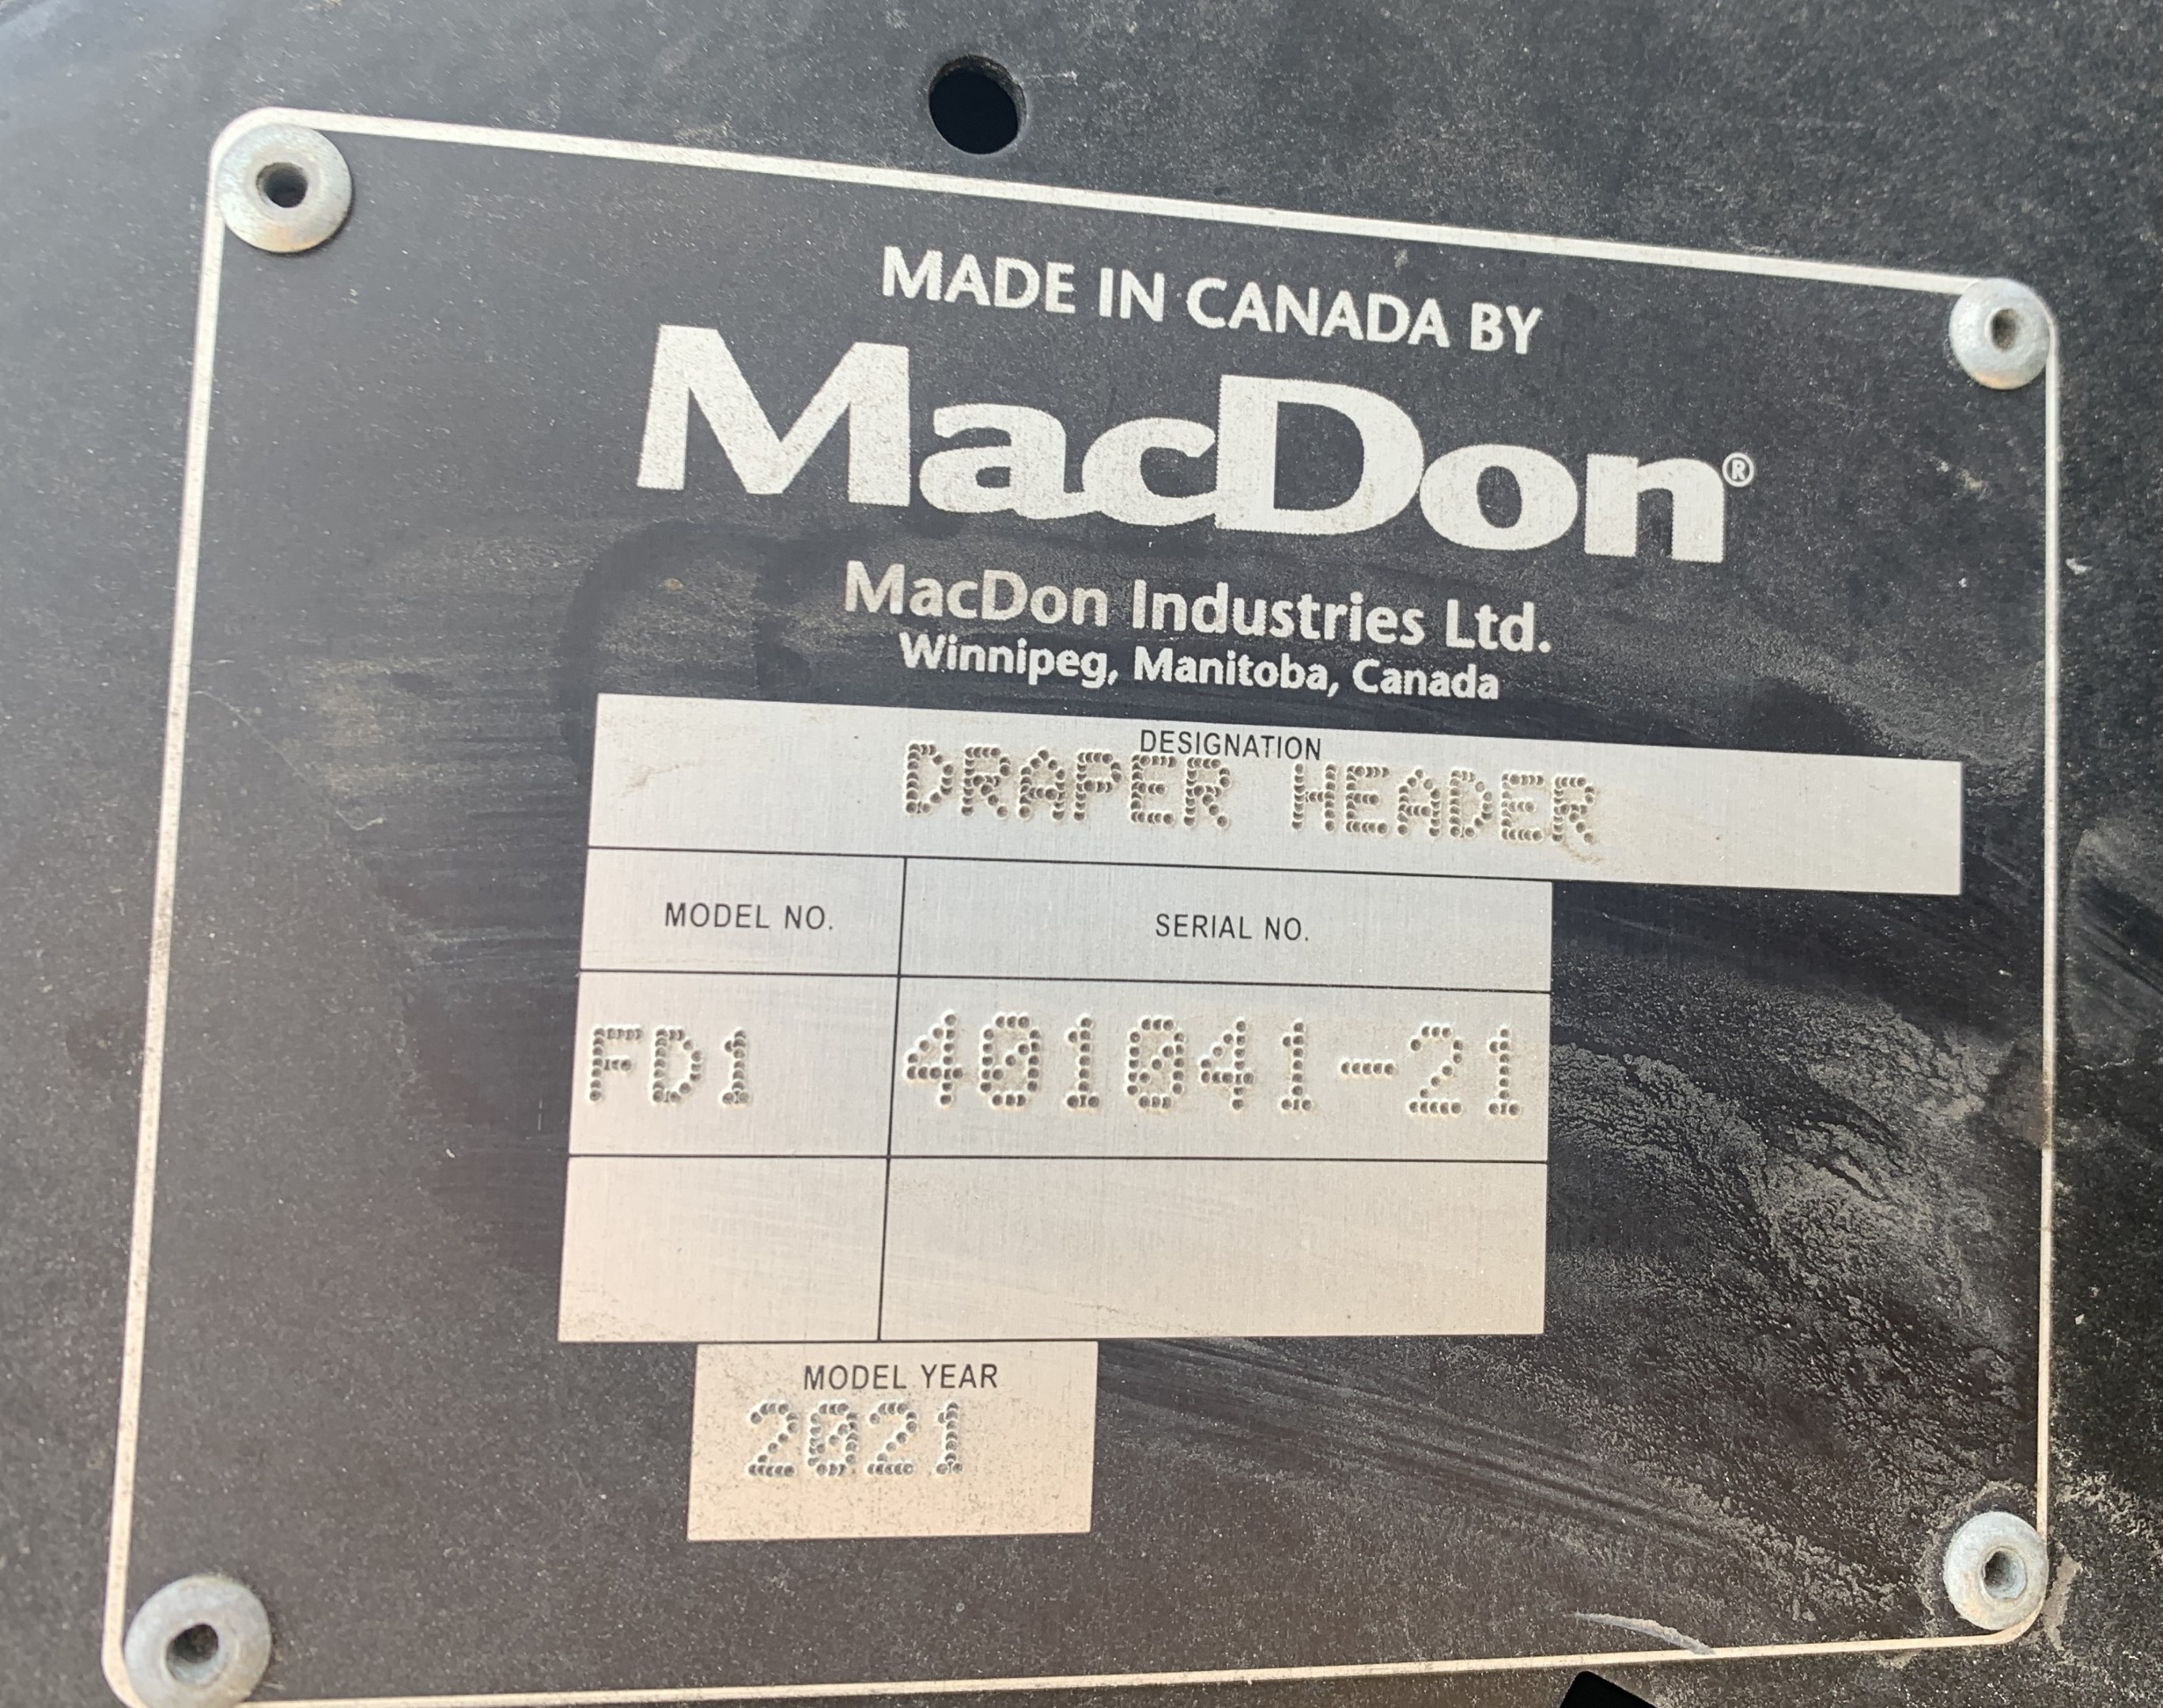 MADE IN CANADA BY
MacDon®
MacDon Industries Ltd.
Winnipeg, Manitoba, Canada
DESIGNATION
DRAPER HEADER
MODEL NO. SERIAL NO.
FD1 401041-21
MODEL YEAR
2021